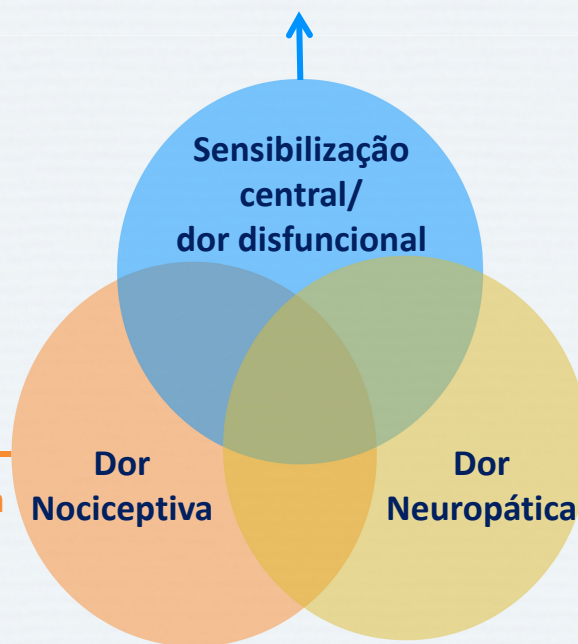 Sensibilização
central/
dor disfuncional
Dor
Nociceptiva
Dor
Neuropática